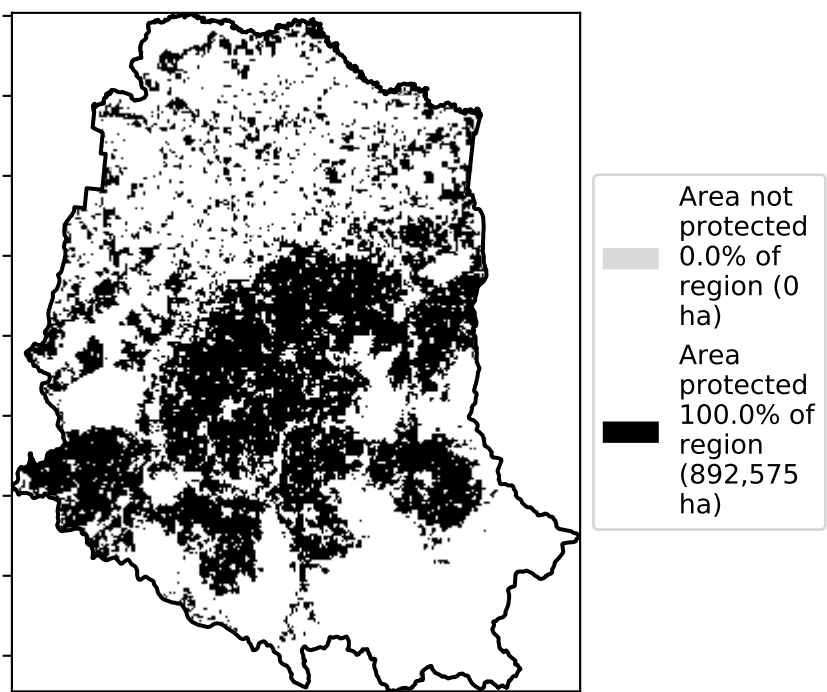 Area not
protected
0.0% of
region (0
ha)
Area
protected
100.0% of
region
(892,575
ha)